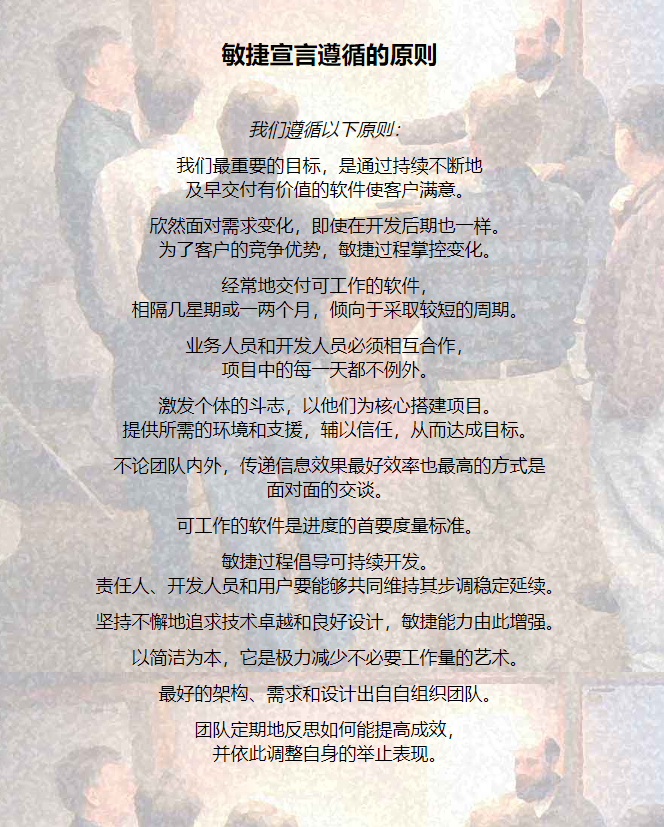 敏捷宣言遵循的原则
我们遵循以下原则：
我们最重要的目标，是通过持续不断地
及早交付有价值的软件使客户满意。
欣然面对需求变化，即使在开发后期也一样。
为了客户的竞争优势，敏捷过程掌控变化。
经常地交付可工作的软件，
相隔几星期或一两个月，倾向于采取较短的周期。
业务人员和开发人员必须相互合作，
项目中的每一天都不例外。
激发个体的斗志，以他们为核心搭建项目。
提供所需的环境和支援，辅以信任，从而达成目标。
不论团队内外，传递信息效果最好效率也最高的方式是
面对面的交谈。
可工作的软件是进度的首要度量标准。
敏捷过程倡导可持续开发。
责任人、开发人员和用户要能够共同维持其步调稳定延续。
坚持不懈地追求技术卓越和良好设计，敏捷能力由此增强。
以简洁为本，它是极力减少不必要工作量的艺术。
最好的架构、需求和设计出自自组织团队。
团队定期地反思如何能提高成效，
并依此调整自身的举止表现。